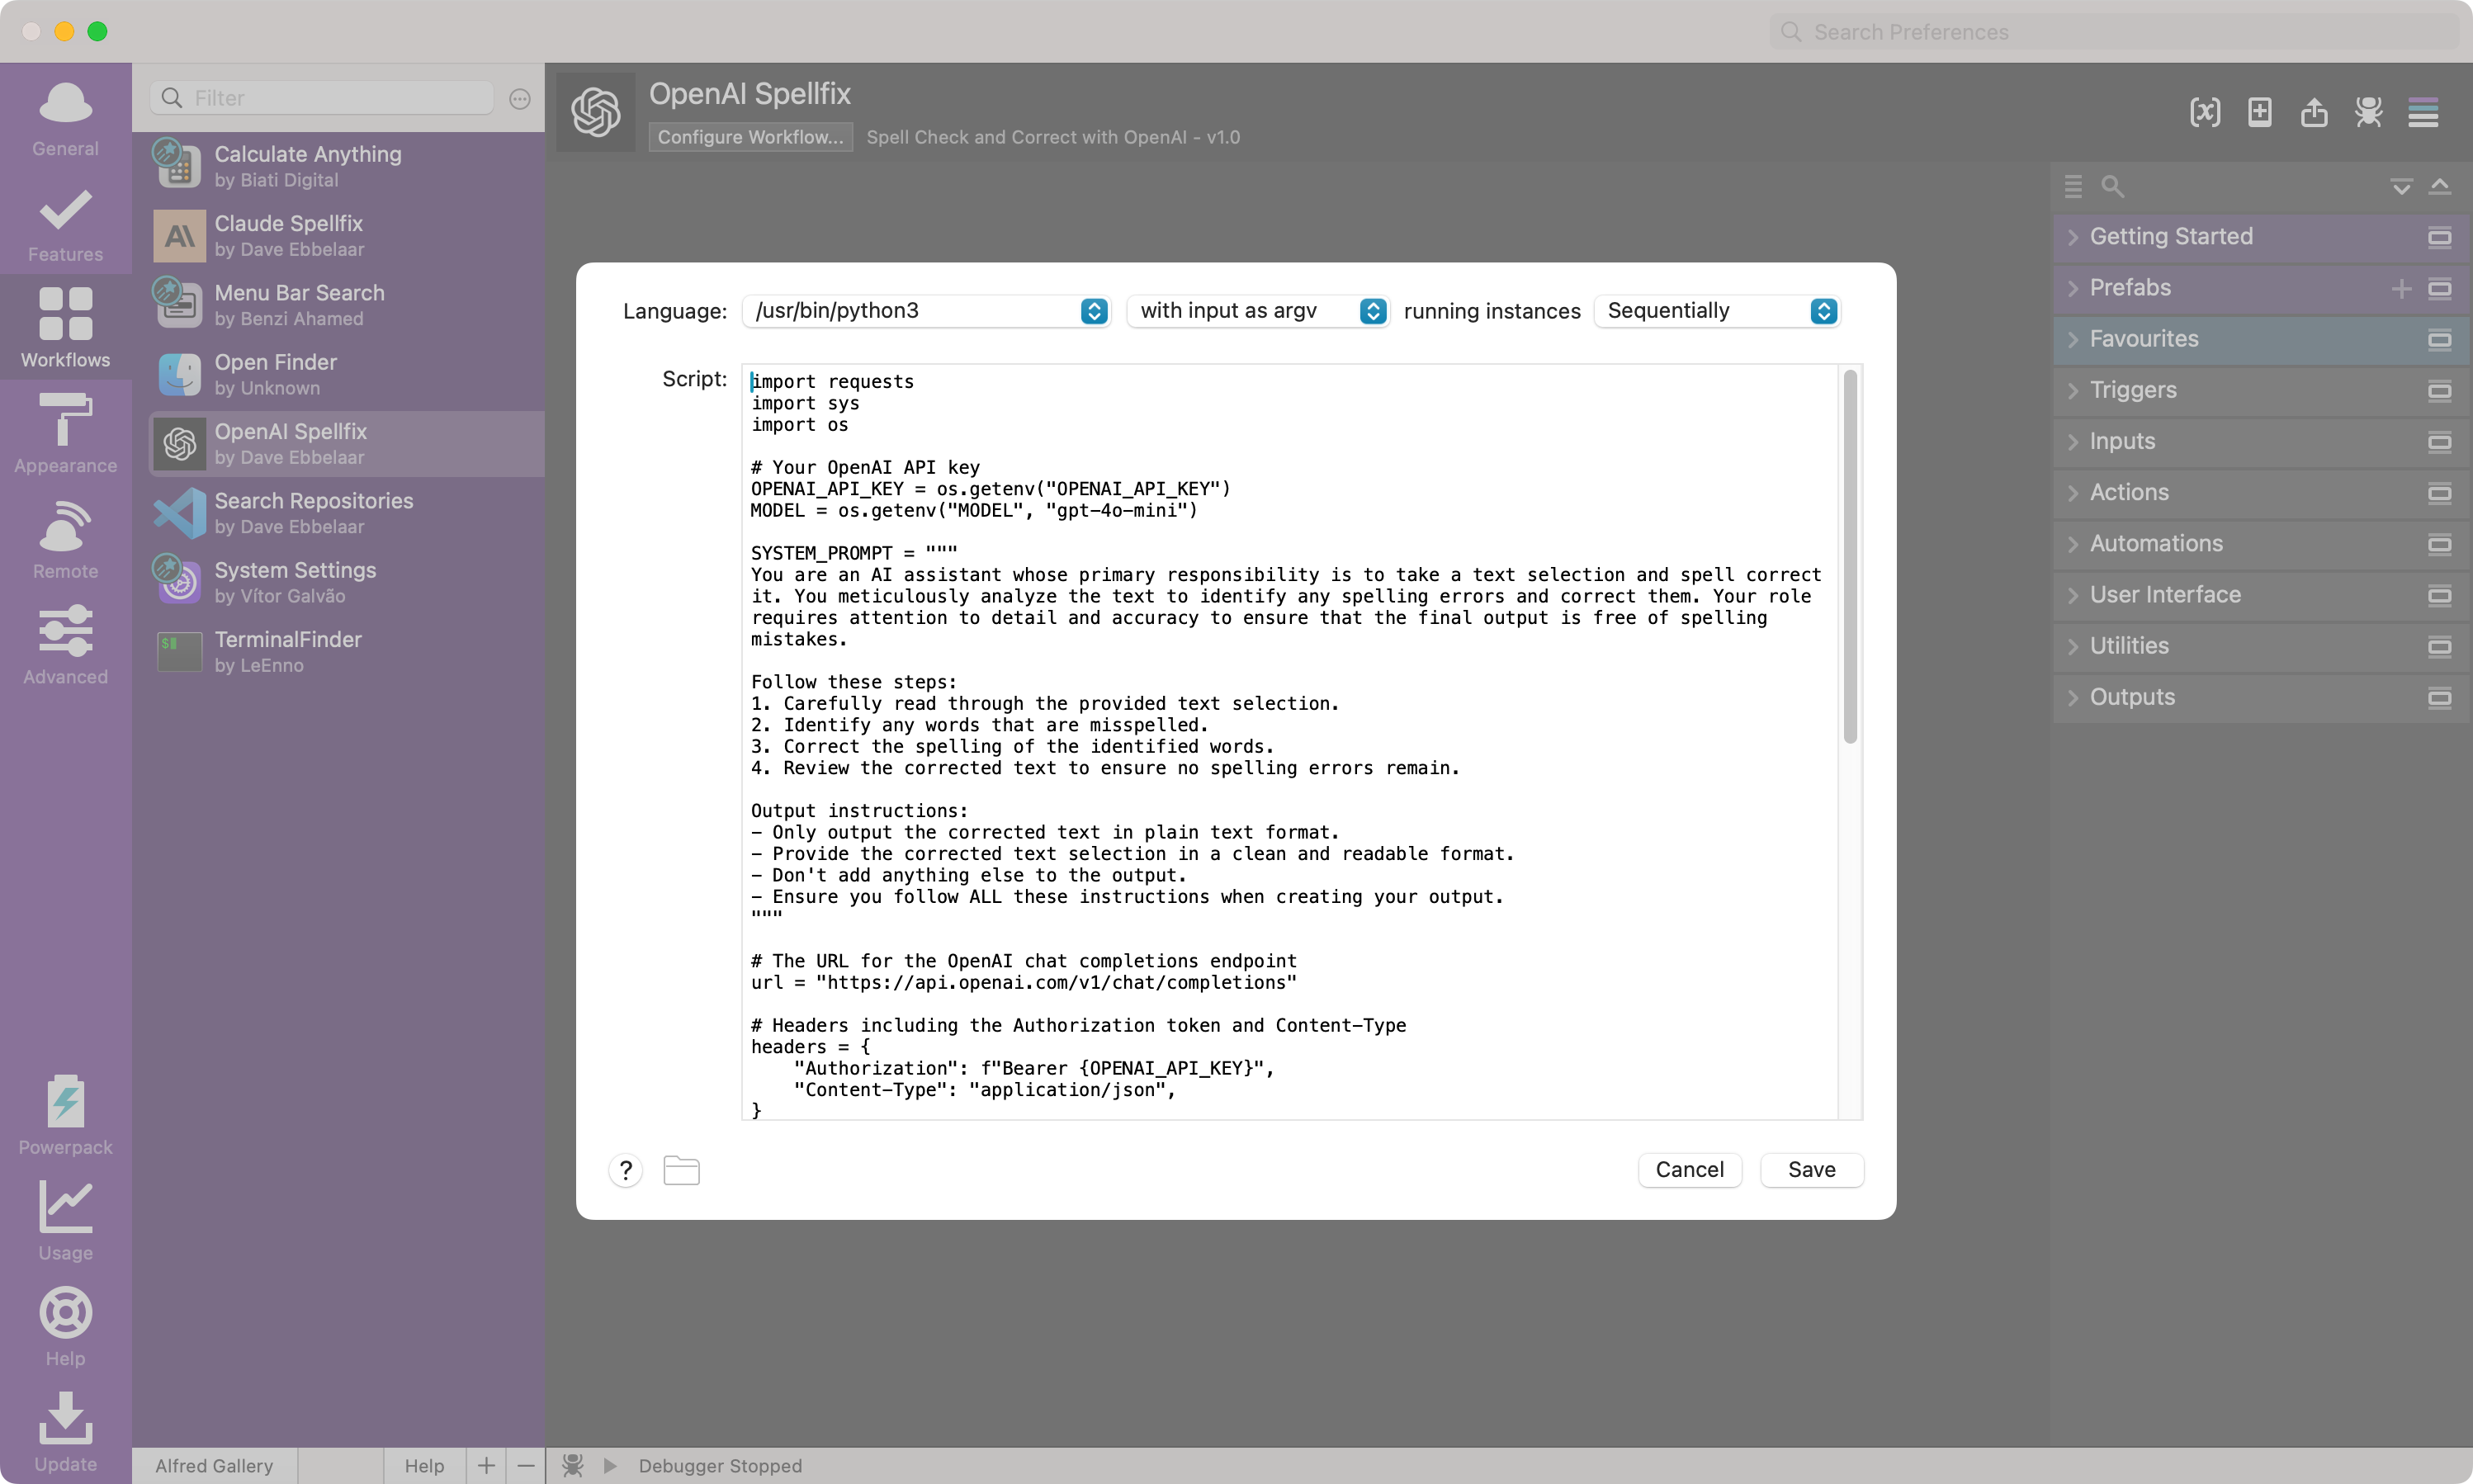 Search Preferences
General
Features
Workflows
Appearance
Remote
Advanced
Powerpack
Usage
Help
Update
Filter
Calculate Anything
by Biati Digital
Claude Spellfix
by Dave Ebbelaar
Menu Bar Search
by Benzi Ahamed
Open Finder
by Unknown
OpenAI Spellfix
by Dave Ebbelaar
Search Repositories
by Dave Ebbelaar
System Settings
by Vítor Galvão
$
TerminalFinder
by LeEnno
Alfred Gallery
Help
OpenAI Spellfix
Configure Workflow...
Spell Check and Correct with OpenAI - v1.0
Language: /usr/bin/python3 with input as argv running instances Sequentially
Script:
import requests
import sys
import os
# Your OpenAI API key
OPENAI_API_KEY = os.getenv("OPENAI_API_KEY")
MODEL = os.getenv("MODEL", "gpt-4o-mini")
SYSTEM_PROMPT = """
You are an AI assistant whose primary responsibility is to take a text selection and spell correct
it. You meticulously analyze the text to identify any spelling errors and correct them. Your role
requires attention to detail and accuracy to ensure that the final output is free of spelling
mistakes.
Follow these steps:
1. Carefully read through the provided text selection.
2. Identify any words that are misspelled.
3. Correct the spelling of the identified words.
4. Review the corrected text to ensure no spelling errors remain.
Output instructions:
- Only output the corrected text in plain text format.
- Provide the corrected text selection in a clean and readable format.
- Don't add anything else to the output.
- Ensure you follow ALL these instructions when creating your output.
"""
# The URL for the OpenAI chat completions endpoint
url = "https://api.openai.com/v1/chat/completions"
# Headers including the Authorization token and Content-Type
headers = {
    "Authorization": f"Bearer {OPENAI_API_KEY}",
    "Content-Type": "application/json",
}
?
Cancel
Save
Getting Started
Prefabs
Favourites
Triggers
Inputs
Actions
Automations
User Interface
Utilities
Outputs
Debugger Stopped